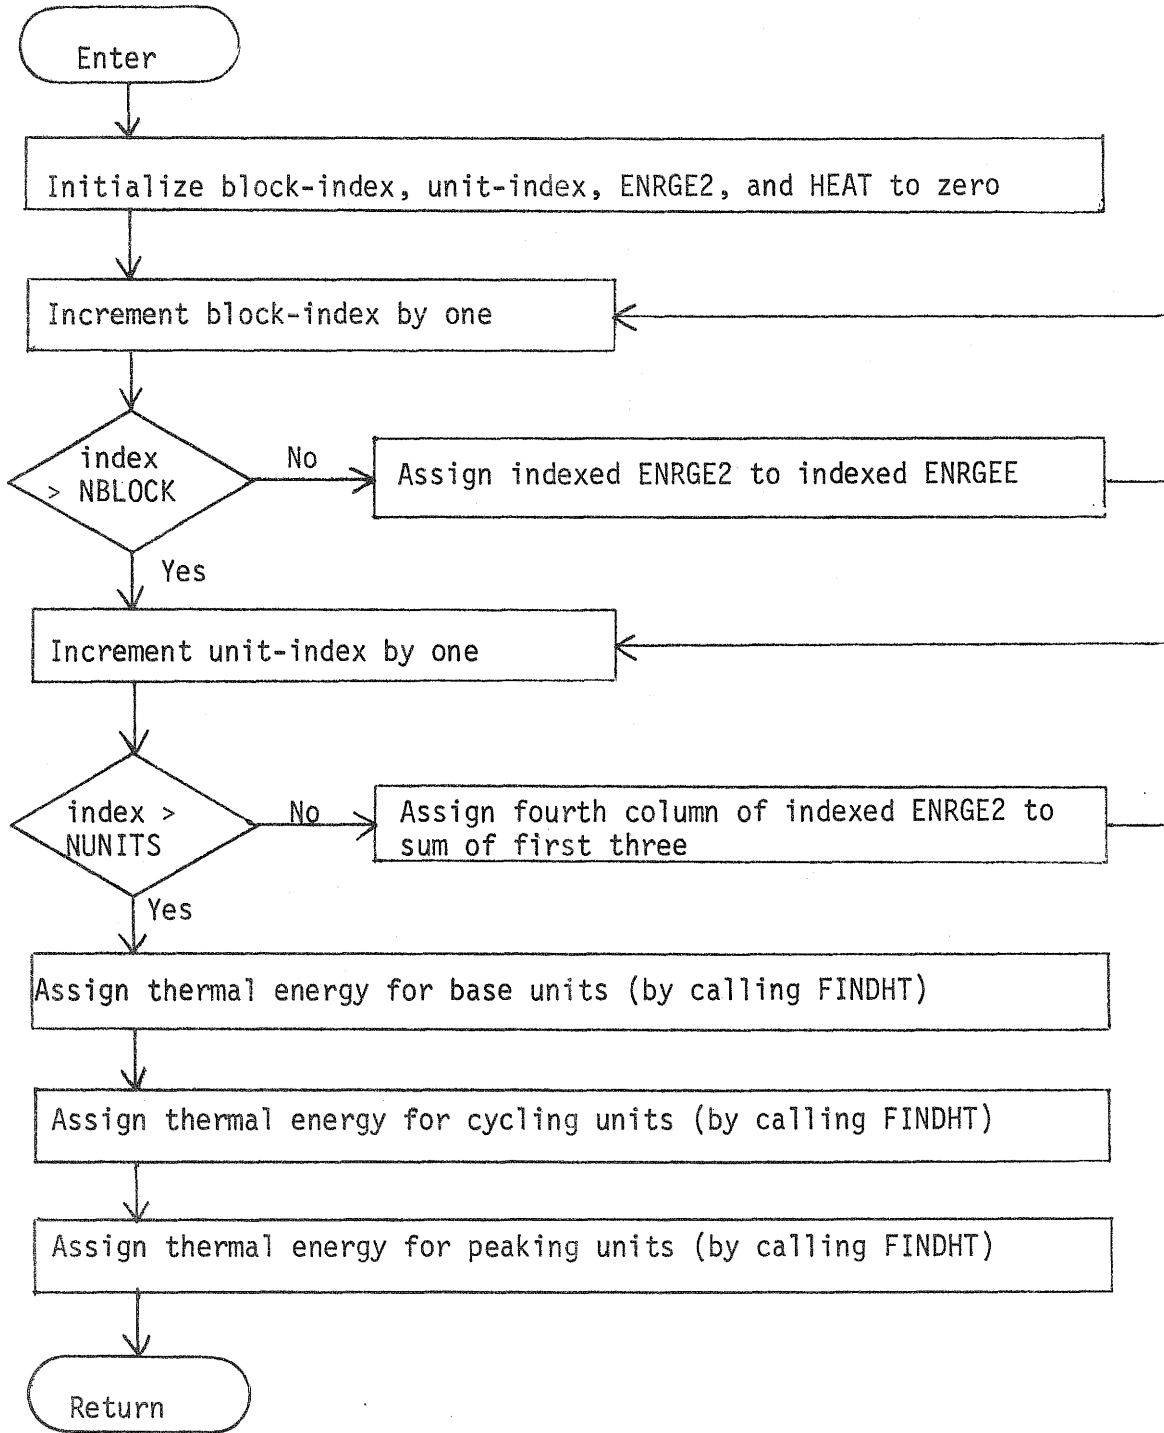 Enter
Initialize block-index, unit-index, ENRGE2, and HEAT to zero
Increment block-index by one
index
> NBLOCK
No
Assign indexed ENRGE2 to indexed ENRGEE
Yes
Increment unit-index by one
index >
NUNITS
No
Assign fourth column of indexed ENRGE2 to
sum of first three
Yes
Assign thermal energy for base units (by calling FINDHT)
Assign thermal energy for cycling units (by calling FINDHT)
Assign thermal energy for peaking units (by calling FINDHT)
Return